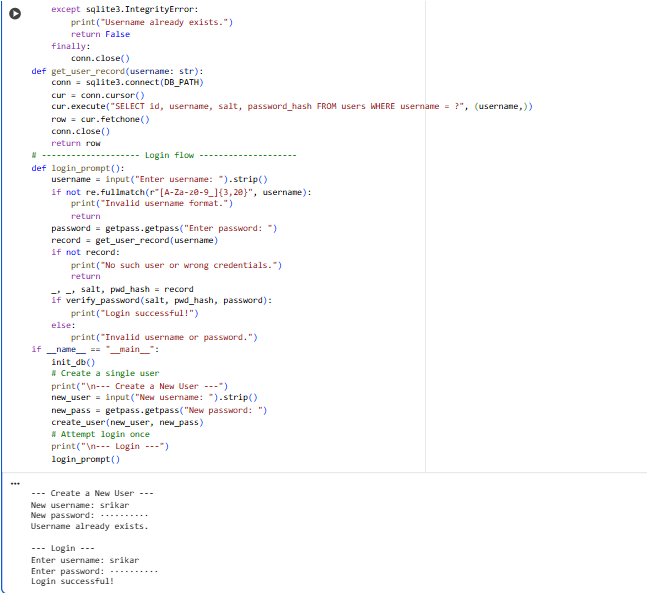 except sqlite3.IntegrityError:
print("Username already exists.")
return False
finally:
conn.close()
def get_user_record(username: str):
conn = sqlite3.connect(DB_PATH)
cur = conn.cursor()
cur.execute("SELECT id, username, salt, password_hash FROM users WHERE username = ?", (username,))
row = cur.fetchone()
conn.close()
return row
# -------------------- Login flow --------------------
def login_prompt():
username = input("Enter username: ").strip()
if not re.fullmatch(r"[A-Za-z0-9_]{3,20}", username):
print("Invalid username format.")
return
password = getpass.getpass("Enter password: ")
record = get_user_record(username)
if not record:
print("No such user or wrong credentials.")
return
_, _, salt, pwd_hash = record
if verify_password(salt, pwd_hash, password):
print("Login successful!")
else:
print("Invalid username or password.")
if __name__ == "__main__":
init_db()
# Create a single user
print("\n--- Create a New User ---")
new_user = input("New username: ").strip()
new_pass = getpass.getpass("New password: ")
create_user(new_user, new_pass)
# Attempt login once
print("\n--- Login ---")
login_prompt()
--- Create a New User ---
New username: srikar
New password: ··········
Username already exists.
--- Login ---
Enter username: srikar
Enter password: ··········
Login successful!